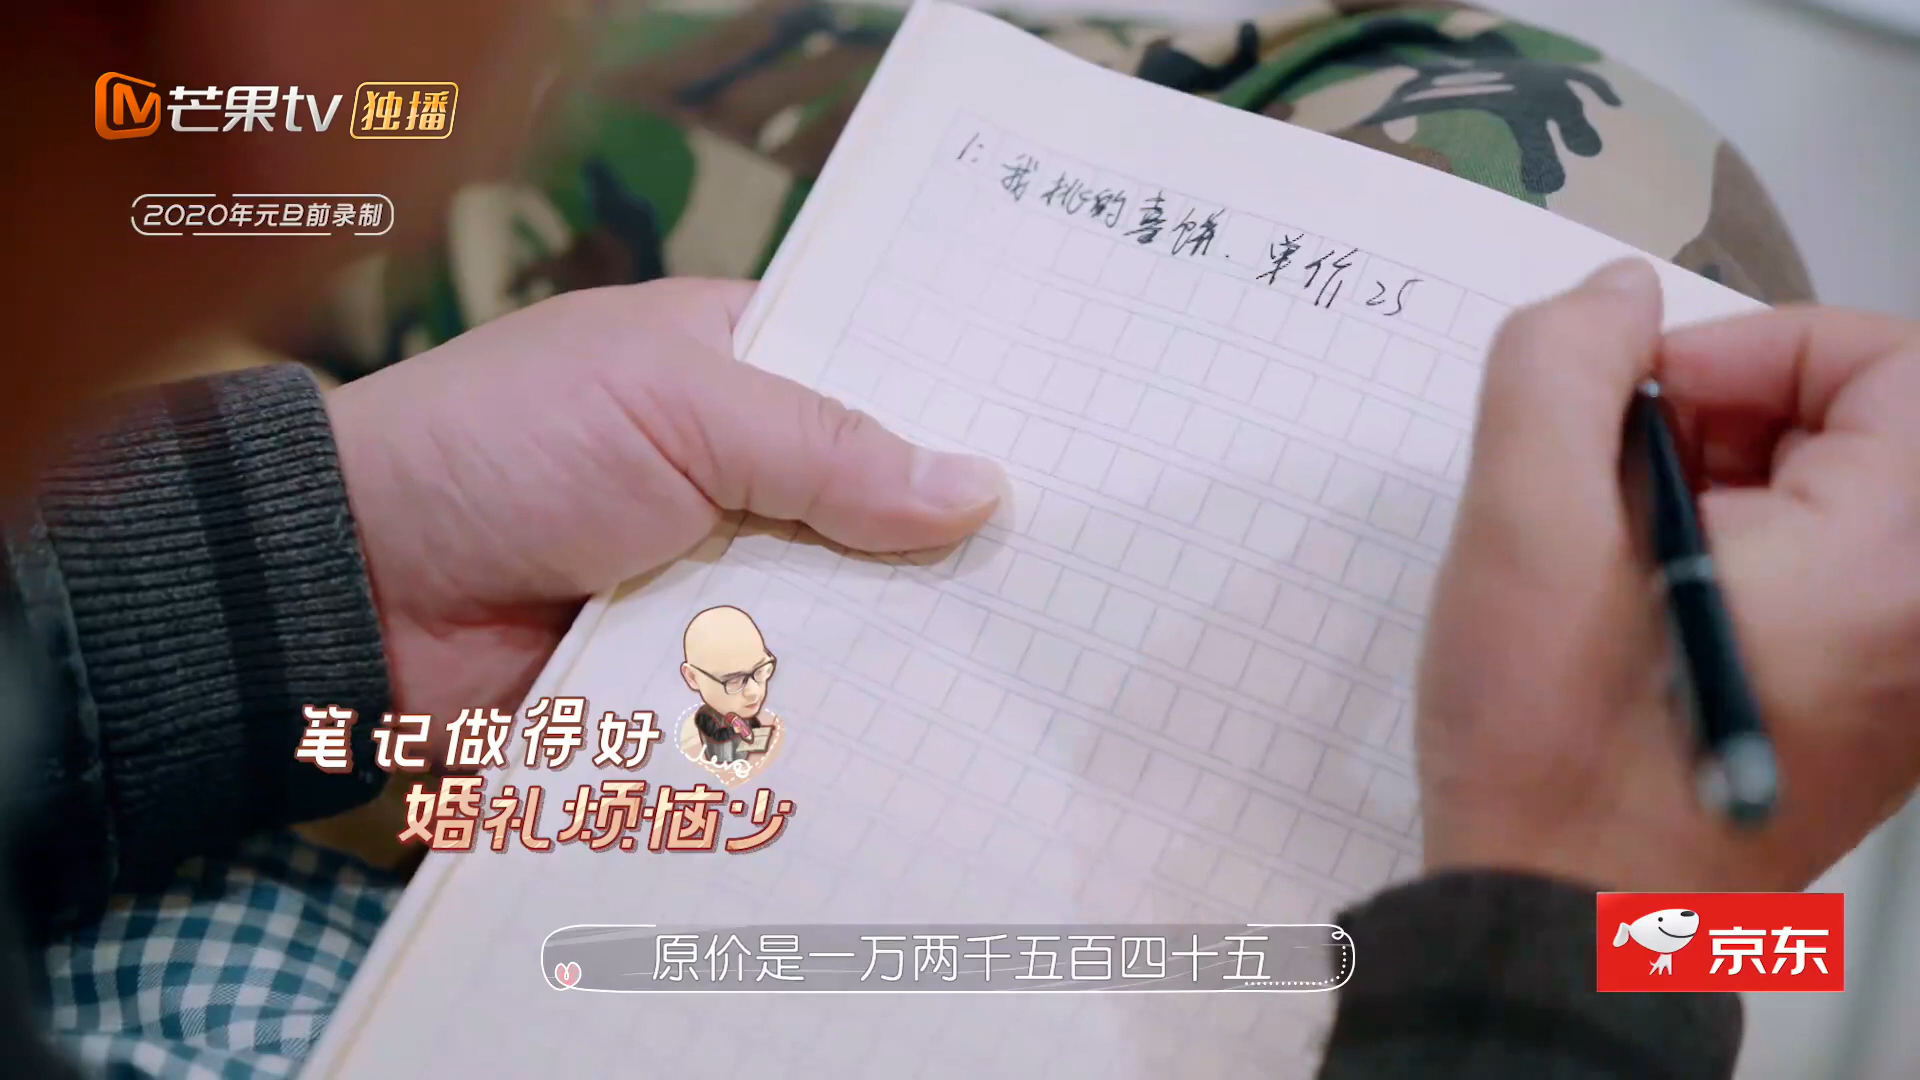 芒果tv 独播
2020年元旦前录制
1: 我挑的喜饼. 单价25
笔记做得好
婚礼烦恼少
原价是一万两千五百四十五
京东